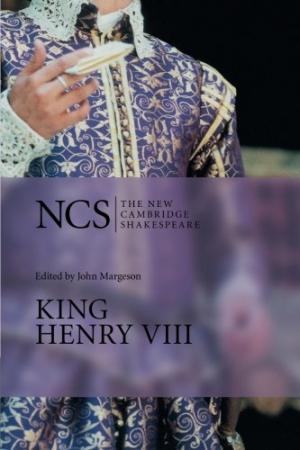 NCS
THE NEW
CAMBRIDGE
SHAKESPEARE
Edited by John Margeson
KING
HENRY VIII